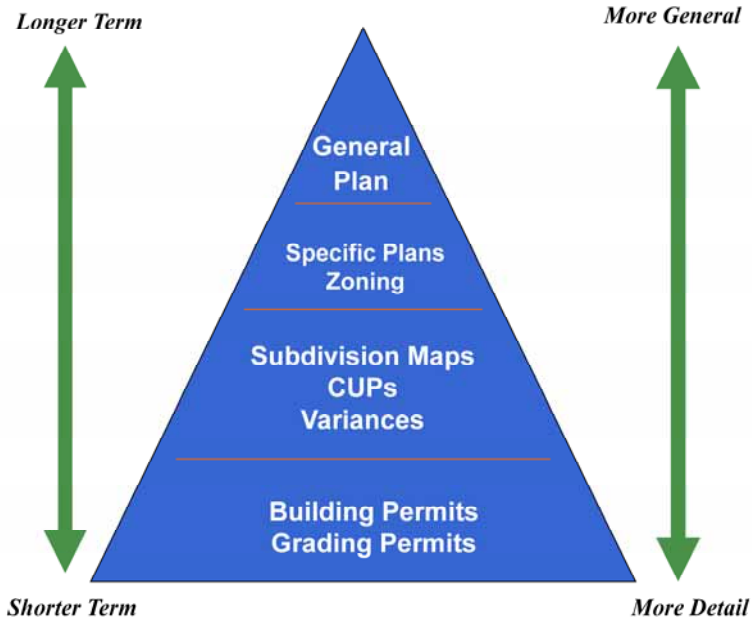 Longer Term
More General
General
Plan
Specific Plans
Zoning
Subdivision Maps
CUPs
Variances
Building Permits
Grading Permits
Shorter Term
More Detail